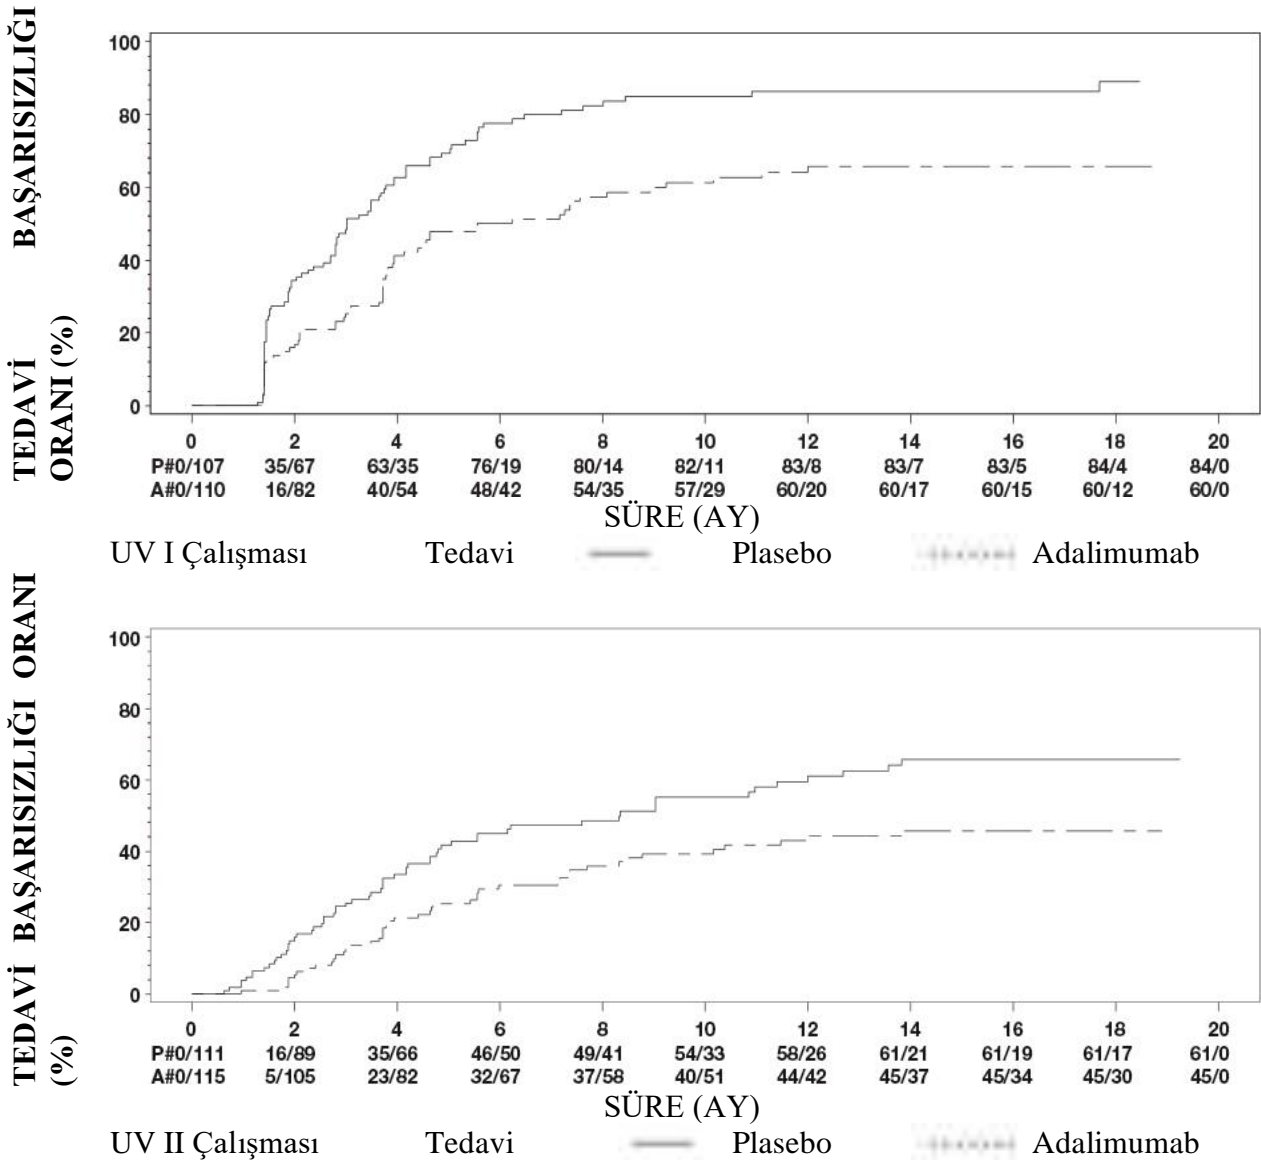 TEDAVİ BAŞARISIZLIĞI
ORANI (%)
100
80
60
40
20
0
0 2 4 6 8 10 12 14 16 18 20
P#0/107 35/67 63/35 76/19 80/14 82/11 83/8 83/7 83/5 84/4 84/0
A#0/110 16/82 40/54 48/42 54/35 57/29 60/20 60/17 60/15 60/12 60/0
SÜRE (AY)
UV I Çalışması Tedavi Plasebo Adalimumab
TEDAVİ BAŞARISIZLIĞI ORANI
(%)
100
80
60
40
20
0
0 2 4 6 8 10 12 14 16 18 20
P#0/111 16/89 35/66 46/50 49/41 54/33 58/26 61/21 61/19 61/17 61/0
A#0/115 5/105 23/82 32/67 37/58 40/51 44/42 45/37 45/34 45/30 45/0
SÜRE (AY)
UV II Çalışması Tedavi Plasebo Adalimumab